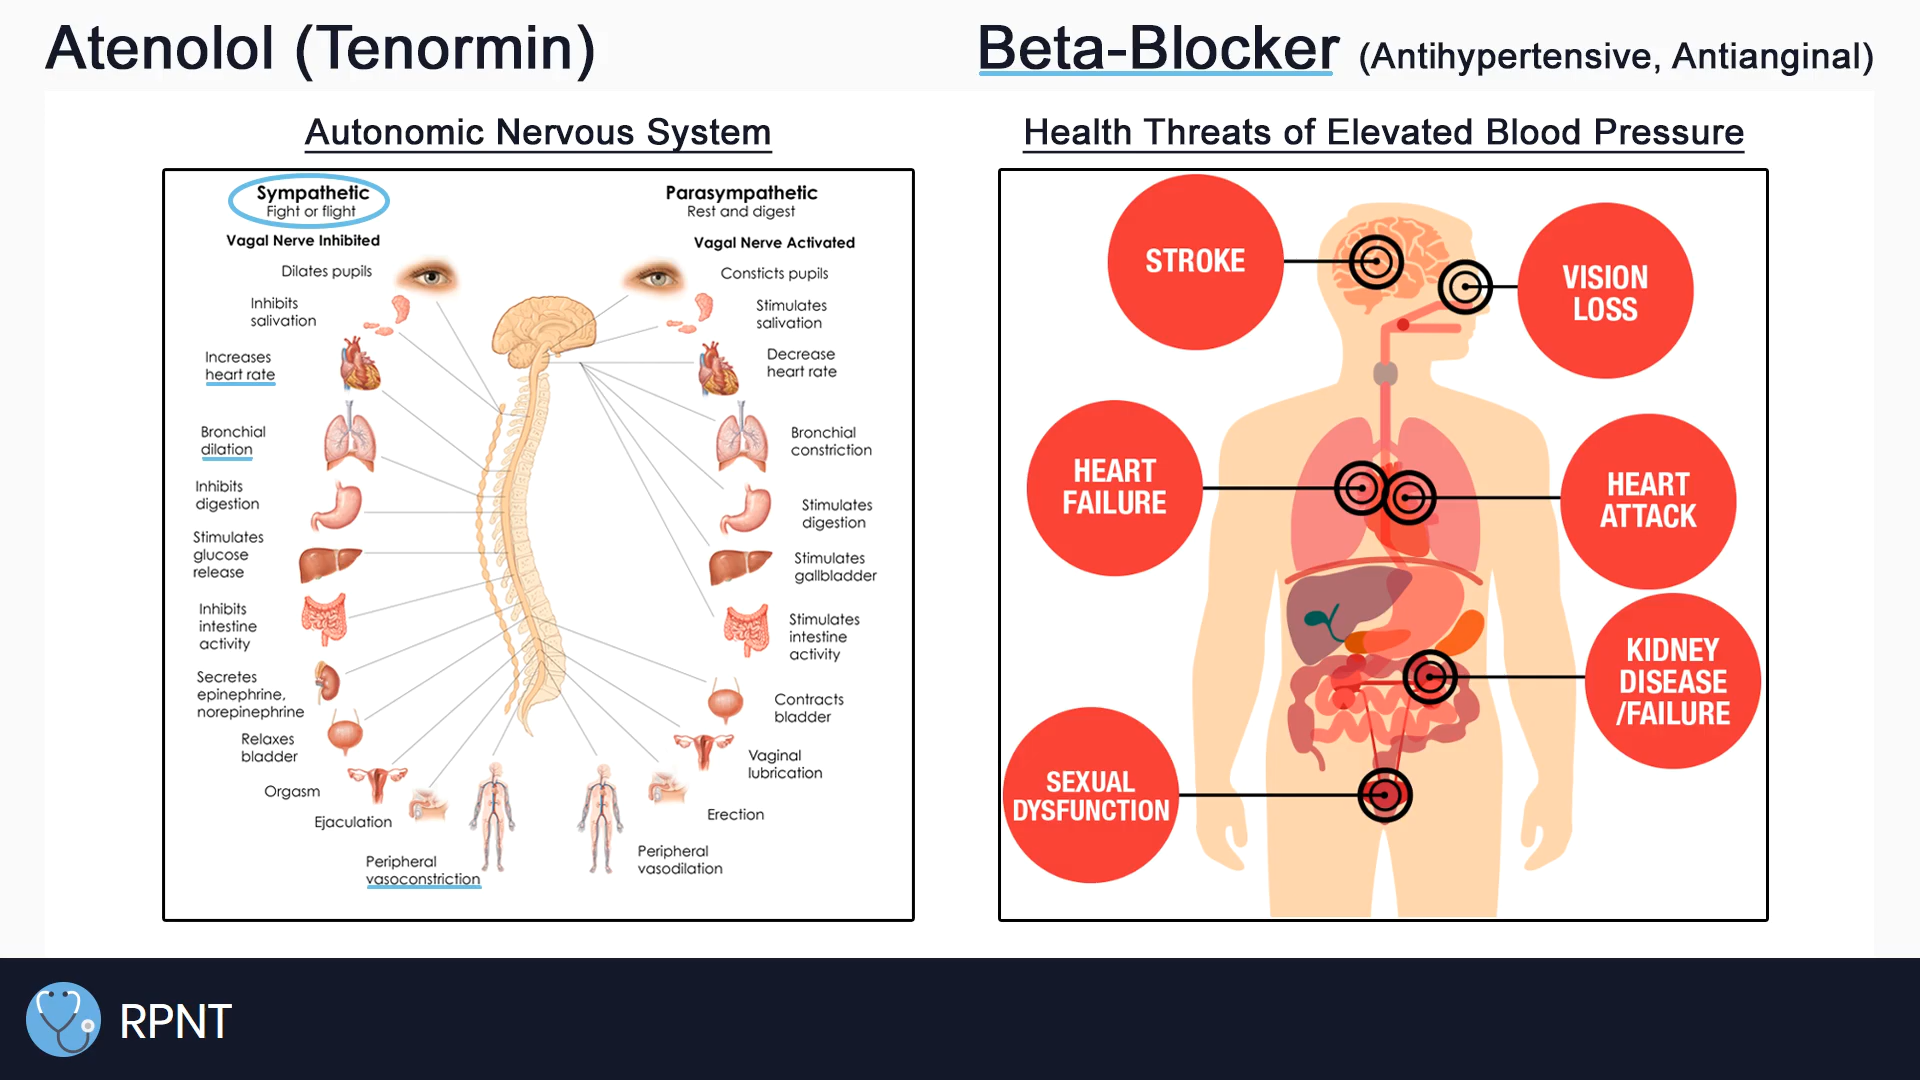 Atenolol (Tenormin)
Beta-Blocker (Antihypertensive, Antianginal)
Autonomic Nervous System
Sympathetic
Fight or flight
Vagal Nerve Inhibited
Dilates pupils
Inhibits
salivation
Increases
heart rate
Bronchial
dilation
Inhibits
digestion
Stimulates
glucose
release
Inhibits
intestine
activity
Secretes
epinephrine,
norepinephrine
Relaxes
bladder
Orgasm
Ejaculation
Peripheral
vasoconstriction
Parasympathetic
Rest and digest
Vagal Nerve Activated
Consticts pupils
Stimulates
salivation
Decrease
heart rate
Bronchial
constriction
Stimulates
digestion
Stimulates
gallbladder
Stimulates
intestine
activity
Contracts
bladder
Vaginal
lubrication
Erection
Peripheral
vasodilation
Health Threats of Elevated Blood Pressure
STROKE
VISION
LOSS
HEART
FAILURE
HEART
ATTACK
KIDNEY
DISEASE
/FAILURE
SEXUAL
DYSFUNCTION
RPNT